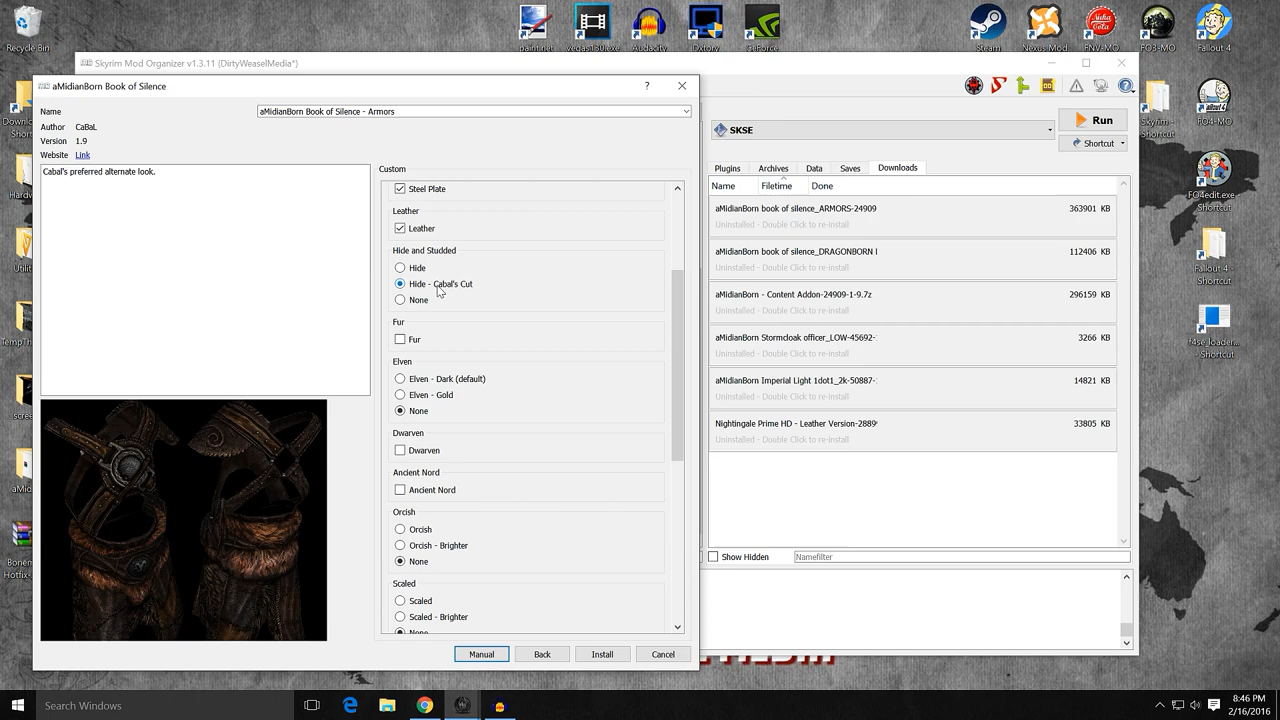 Recycle Bin
paint.net
vegas130.exe
Audacity
Dxtory
GeForce
Steam
Nexus Mod
FNV-MO
FO3-MO
Fallout 4
Skyrim Mod Organizer v1.3.11 (DirtyWeaselMedia*)
aMidianBorn Book of Silence
?
Name
aMidianBorn Book of Silence - Armors
Author
CaBaL
Version
1.9
Website
Link
Cabal's preferred alternate look.
Custom
Steel Plate
Leather
Leather
Hide and Studded
Hide
Hide - Cabal's Cut
None
Fur
Fur
Elven
Elven - Dark (default)
Elven - Gold
None
Dwarven
Dwarven
Ancient Nord
Ancient Nord
Orcish
Orcish
Orcish - Brighter
None
Scaled
Scaled
Scaled - Brighter
None
Manual
Back
Install
Cancel
SKSE
Run
Shortcut
Plugins
Archives
Data
Saves
Downloads
Name
Filetime
Done
aMidianBorn book of silence_ARMORS-24909
363901 KB
Uninstalled - Double Click to re-install
aMidianBorn book of silence_DRAGONBORN
112406 KB
Uninstalled - Double Click to re-install
aMidianBorn - Content Addon-24909-1-9.7z
296159 KB
Uninstalled - Double Click to re-install
aMidianBorn Stormcloak officer_LOW-45692-
3266 KB
Uninstalled - Double Click to re-install
aMidianBorn Imperial Light 1dot1_2k-50887-
14821 KB
Uninstalled - Double Click to re-install
Nightingale Prime HD - Leather Version-2889
33805 KB
Uninstalled - Double Click to re-install
Show Hidden
Namefilter
Skyrim -
Shortcut
FO4-MO
FO4edit.exe -
Shortcut
Fallout 4 -
Shortcut
f4se_loader...
- Shortcut
Search Windows
8:46 PM
2/16/2016